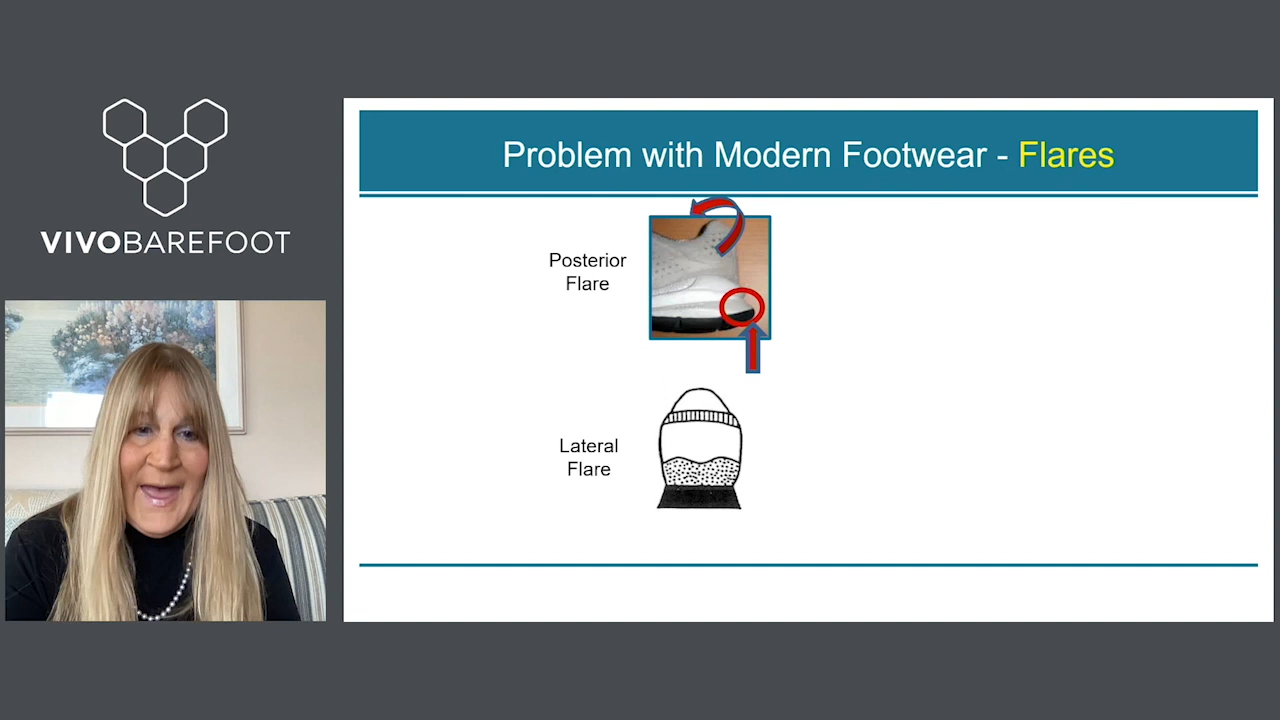 VIVOBAREFOOT
Problem with Modern Footwear - Flares
Posterior
Flare
Lateral
Flare